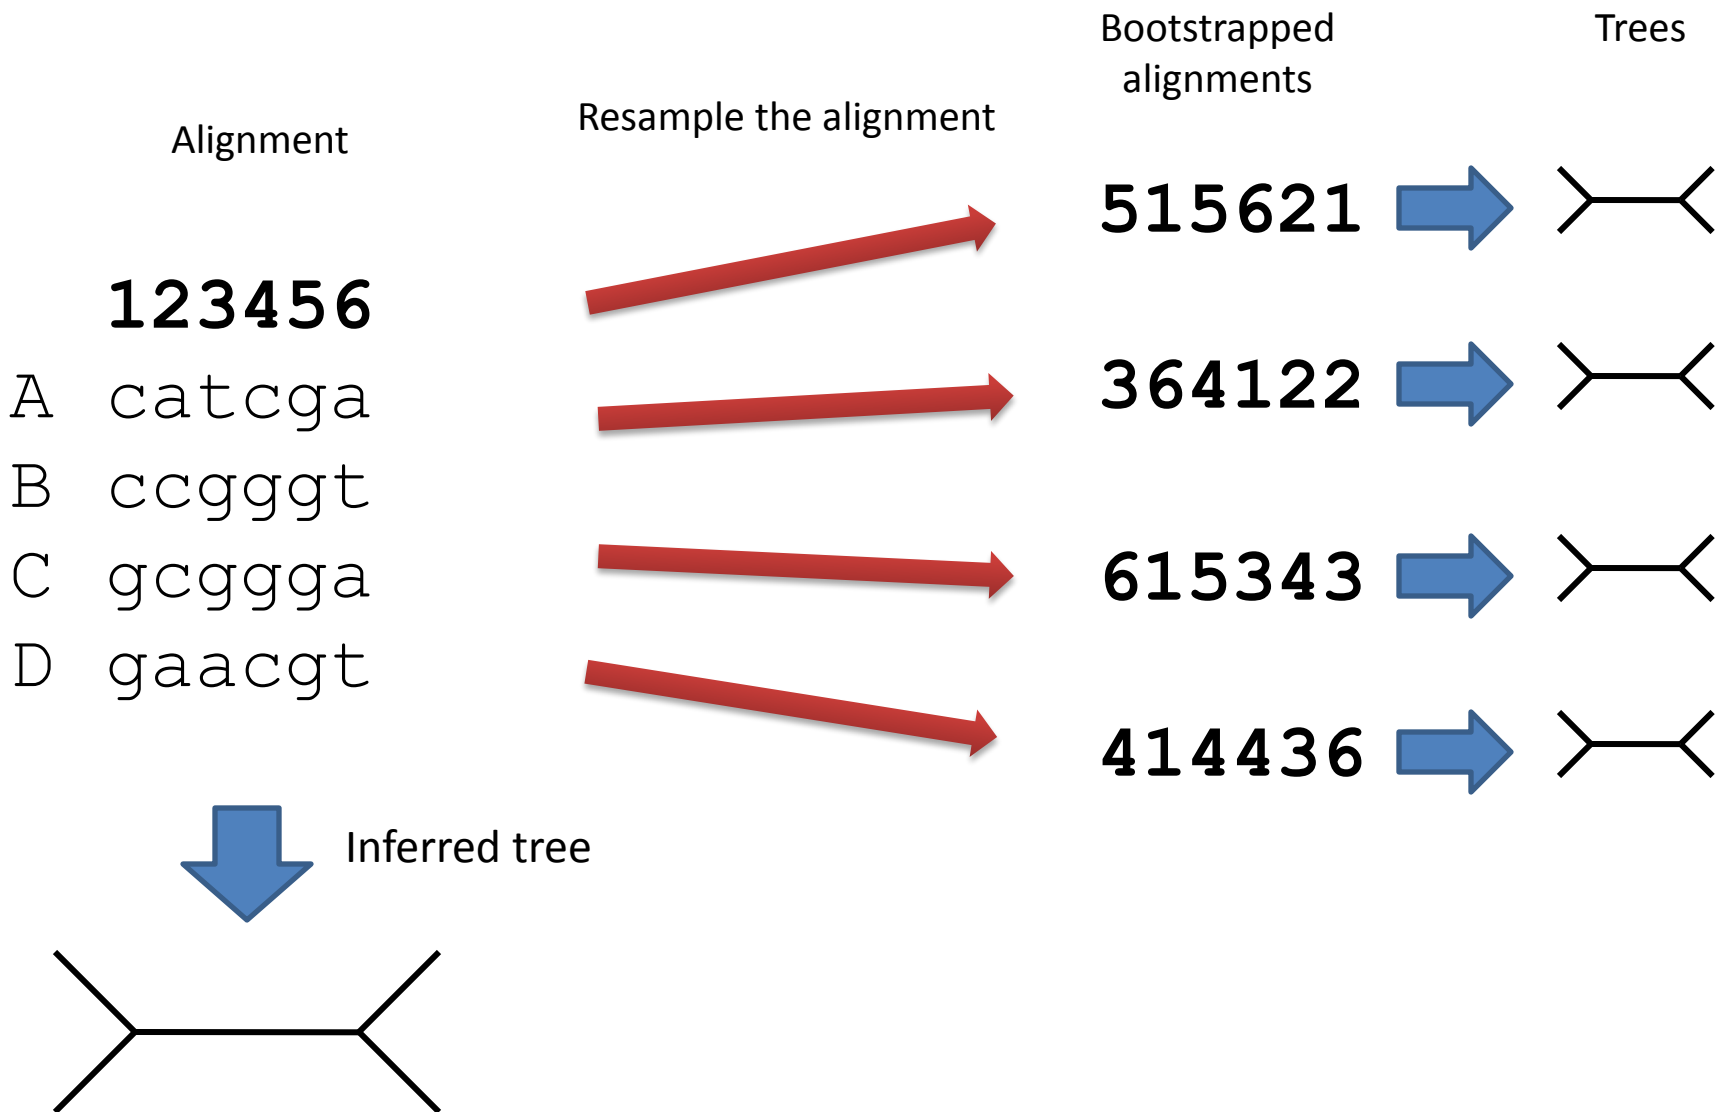 Alignment
123456
A catcga
B ccgggt
C gcggga
D gaacgt
Inferred tree
Resample the alignment
Bootstrapped
alignments
515621
364122
615343
414436
Trees